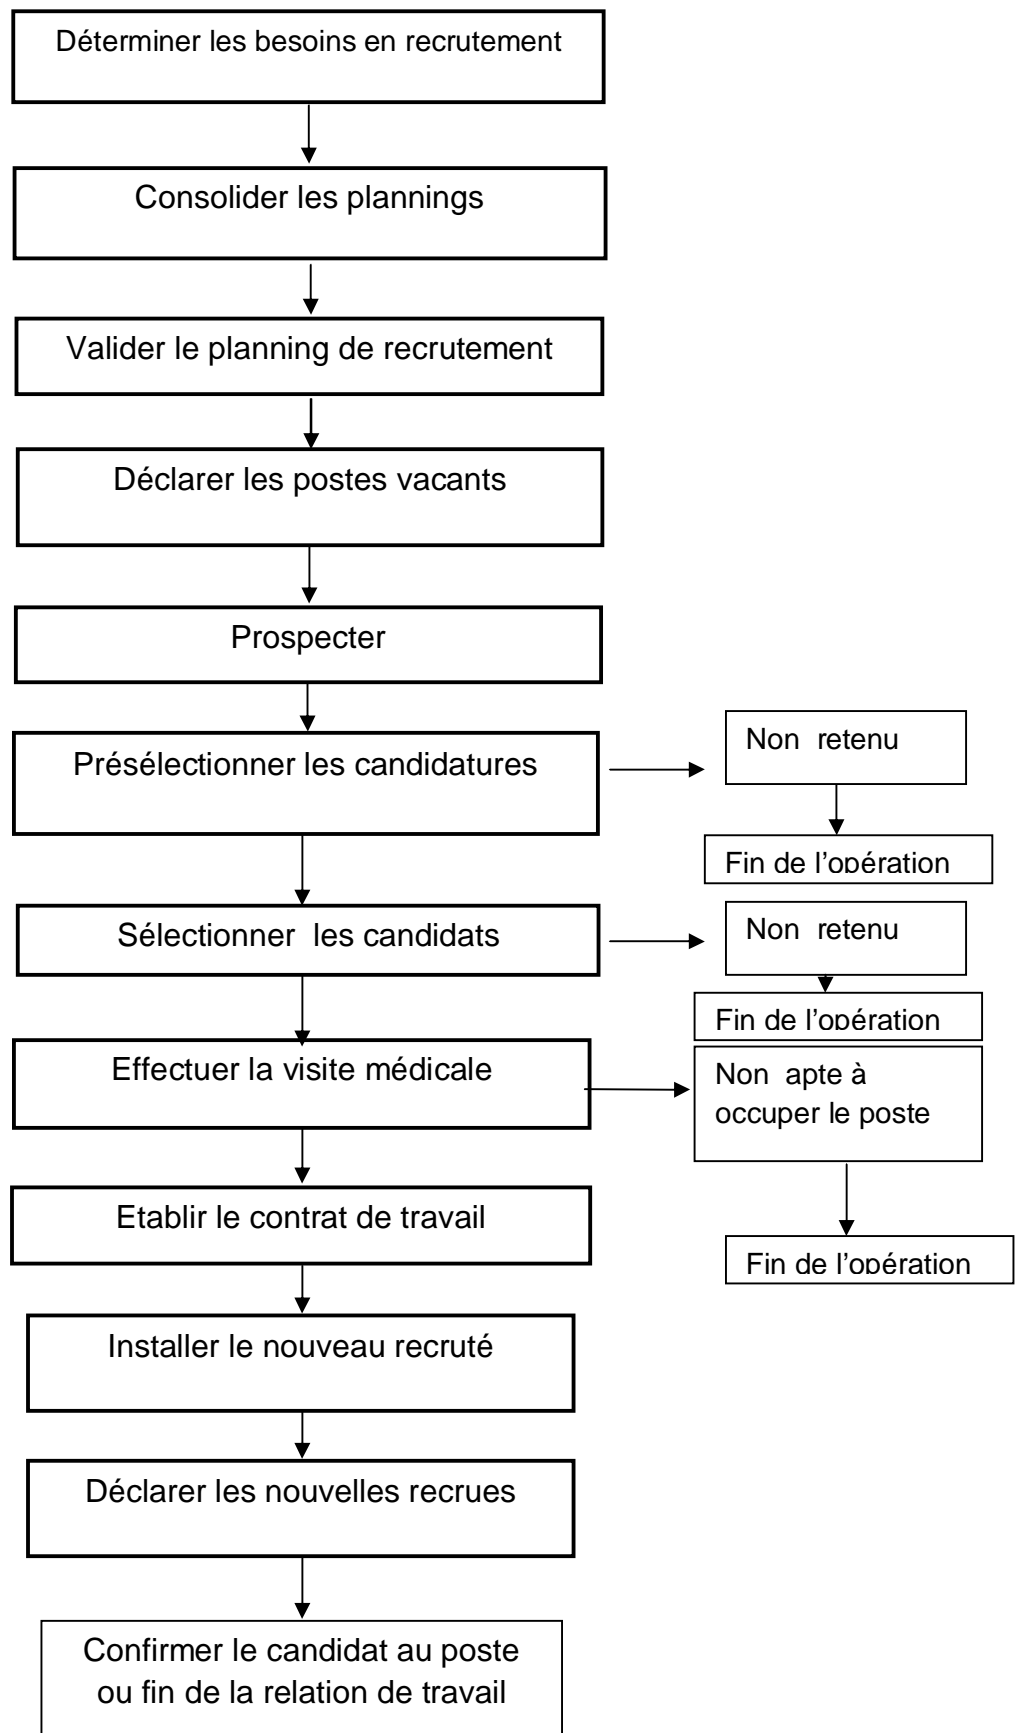 Déterminer les besoins en recrutement
Consolider les plannings
Valider le planning de recrutement
Déclarer les postes vacants
Prospecter
Présélectionner les candidatures
Non retenu
Fin de l’opération
Sélectionner les candidats
Non retenu
Fin de l’opération
Effectuer la visite médicale
Non apte à
occuper le poste
Etablir le contrat de travail
Fin de l’opération
Installer le nouveau recruté
Déclarer les nouvelles recrues
Confirmer le candidat au poste
ou fin de la relation de travail